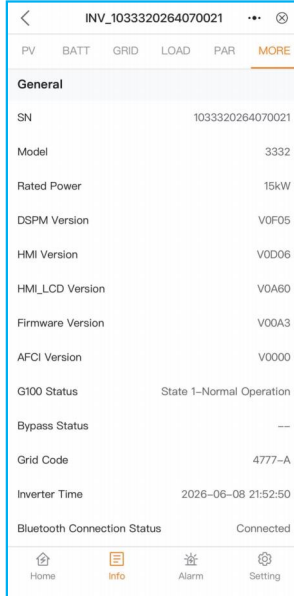 INV_1033320264070021
PV BATT GRID LOAD PAR MORE
General
SN 1033320264070021
Model 3332
Rated Power 15kW
DSPM Version V0F05
HMI Version V0D06
HMI_LCD Version V0A60
Firmware Version V00A3
AFCI Version V0000
G100 Status State 1–Normal Operation
Bypass Status --
Grid Code 4777–A
Inverter Time 2026–06–08 21:52:50
Bluetooth Connection Status Connected
Home Info Alarm Setting